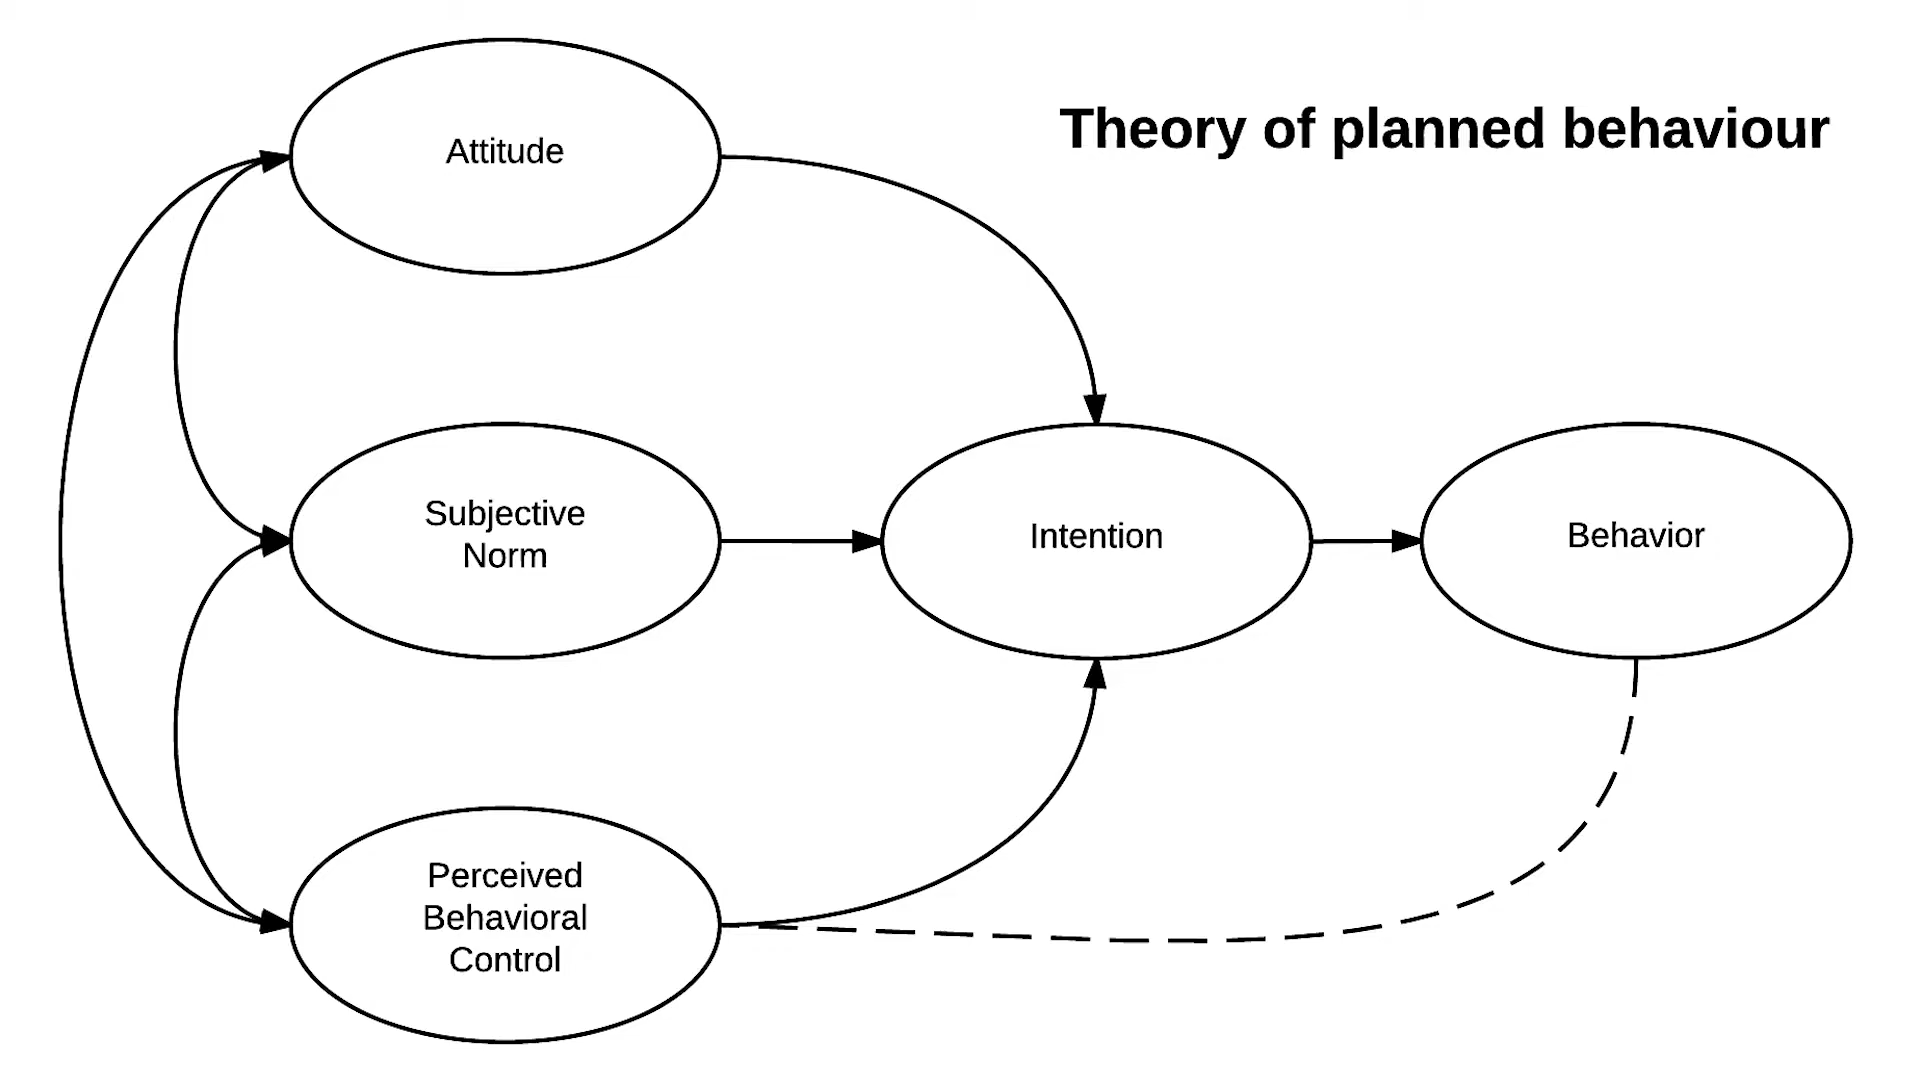 Theory of planned behaviour
Attitude
Subjective
Norm
Intention
Behavior
Perceived
Behavioral
Control